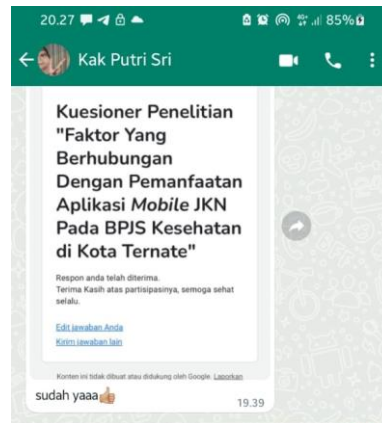 20.27
85%
Kak Putri Sri
Kuesioner Penelitian
"Faktor Yang
Berhubungan
Dengan Pemanfaatan
Aplikasi Mobile JKN
Pada BPJS Kesehatan
di Kota Ternate"
Respon anda telah diterima.
Terima Kasih atas partisipasinya, semoga sehat
selalu.
Edit jawaban Anda
Kirim jawaban lain
Konten ini tidak dibuat atau didukung oleh Google. Laporkan
sudah yaaa👍🏼
19.39